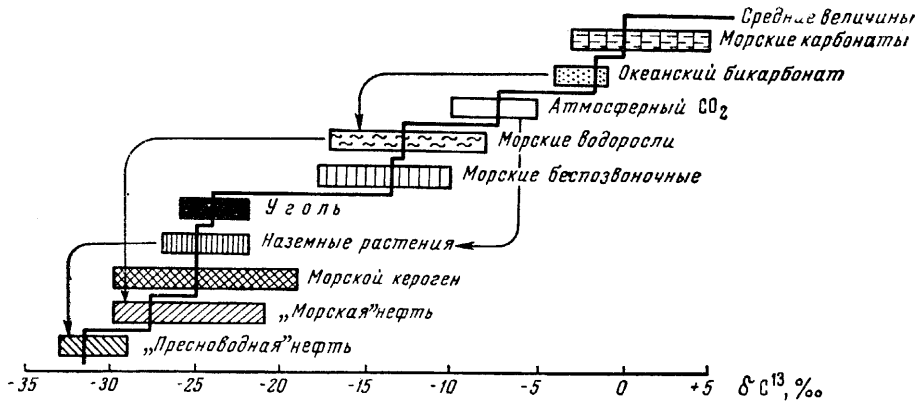 Средние величины
Морские карбонаты
Океанский бикарбонат
Атмосферный CO₂
Морские водоросли
Морские беспозвоночные
Уголь
Наземные растения
Морской кероген
„Морская" нефть
„Пресноводная" нефть
-35 -30 -25 -20 -15 -10 -5 0 +5 δ C¹³, ‰